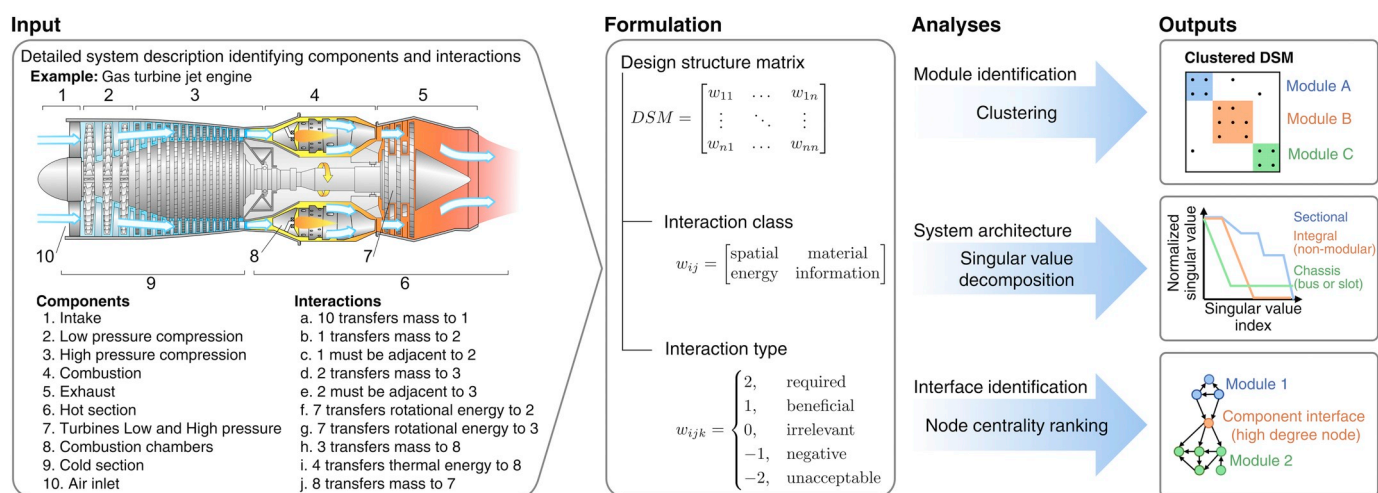 Input
Detailed system description identifying components and interactions
Example: Gas turbine jet engine
1 2 3 4 5
10 8 7
9 6
Components
1. Intake
2. Low pressure compression
3. High pressure compression
4. Combustion
5. Exhaust
6. Hot section
7. Turbines Low and High pressure
8. Combustion chambers
9. Cold section
10. Air inlet
Interactions
a. 10 transfers mass to 1
b. 1 transfers mass to 2
c. 1 must be adjacent to 2
d. 2 transfers mass to 3
e. 2 must be adjacent to 3
f. 7 transfers rotational energy to 2
g. 7 transfers rotational energy to 3
h. 3 transfers mass to 8
i. 4 transfers thermal energy to 8
j. 8 transfers mass to 7
Formulation
Design structure matrix
w11 … w1n
DSM = ⋮ ⋱ ⋮
wn1 … wnn
Interaction class
wij = [spatial material
energy information]
Interaction type
wijk = {
2, required
1, beneficial
0, irrelevant
−1, negative
−2, unacceptable
Analyses
Module identification
Clustering
System architecture
Singular value
decomposition
Interface identification
Node centrality ranking
Outputs
Clustered DSM
Module A
Module B
Module C
Normalized
singular value
Sectional
Integral
(non-modular)
Chassis
(bus or slot)
Singular value
index
Module 1
Component interface
(high degree node)
Module 2